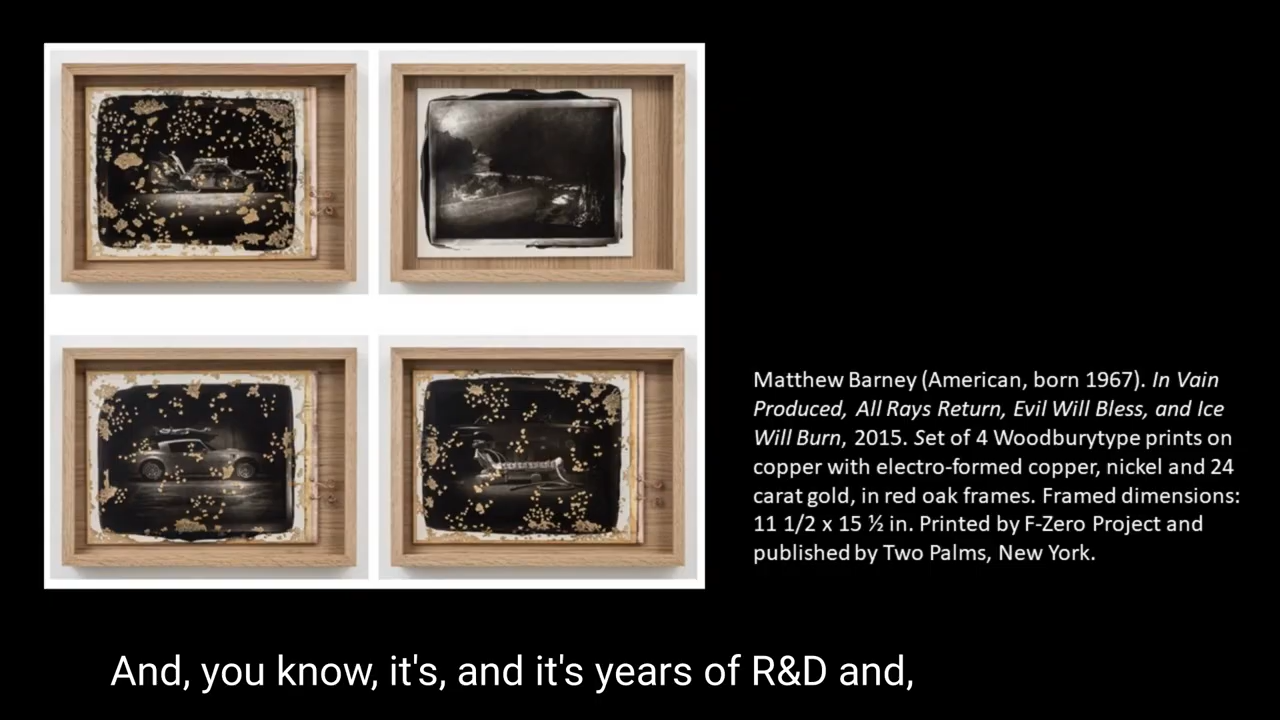 Matthew Barney (American, born 1967). In Vain
Produced, All Rays Return, Evil Will Bless, and Ice
Will Burn, 2015. Set of 4 Woodburytype prints on
copper with electro-formed copper, nickel and 24
carat gold, in red oak frames. Framed dimensions:
11 1/2 x 15 ½ in. Printed by F-Zero Project and
published by Two Palms, New York.
And, you know, it's, and it's years of R&D and,